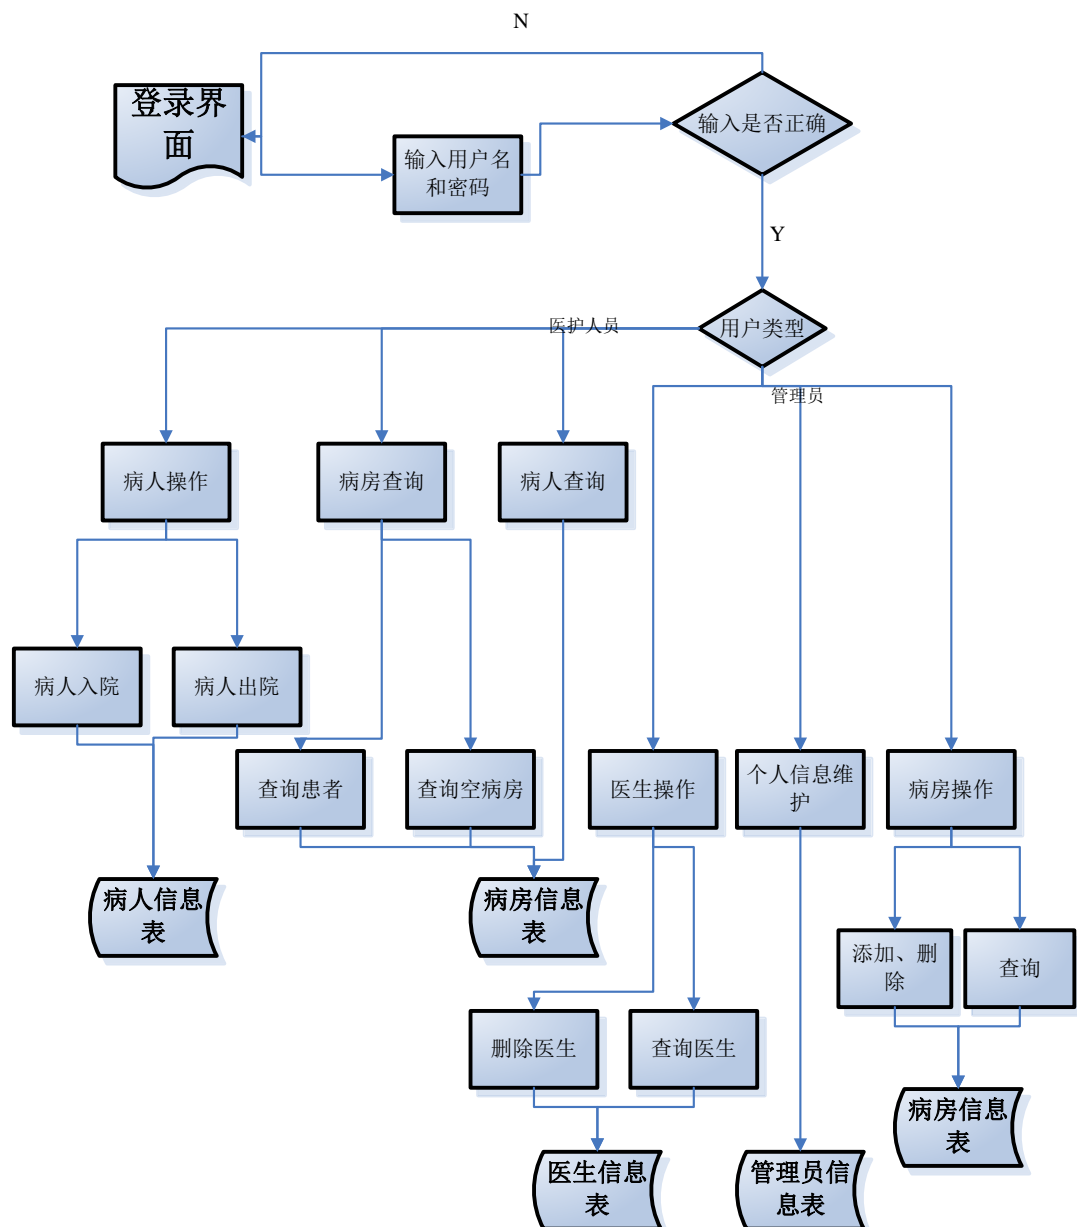 N
登录界
面
输入用户名
和密码
输入是否正确
Y
医护人员
用户类型
管理员
病人操作
病房查询
病人查询
病人入院
病人出院
查询患者
查询空病房
医生操作
个人信息维
护
病房操作
病人信息
表
病房信息
表
添加、删
除
查询
删除医生
查询医生
病房信息
表
医生信息
表
管理员信
息表